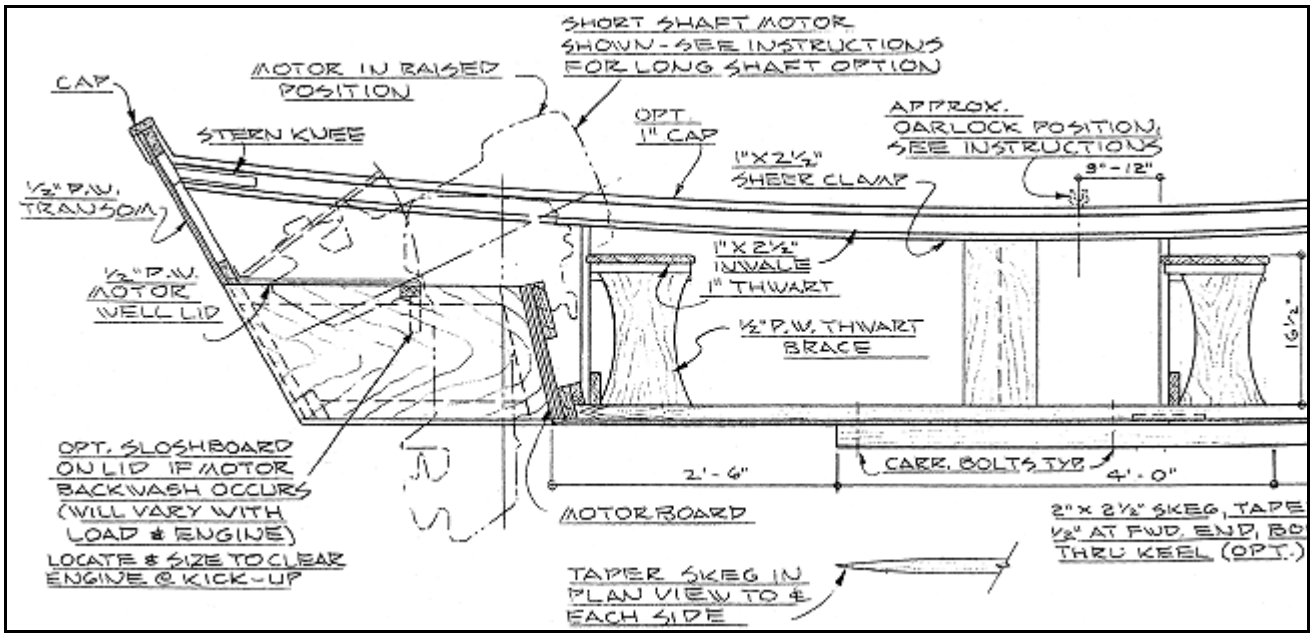 SHORT SHAFT MOTOR
SHOWN - SEE INSTRUCTIONS
FOR LONG SHAFT OPTION
MOTOR IN RAISED
POSITION
CAP
STERN KNEE
OPT.
1" CAP
APPROX.
OARLOCK POSITION,
SEE INSTRUCTIONS
9"-12"
1" X 2½"
SHEER CLAMP
½" P.W.
TRANSOM
½" P.W.
MOTOR
WELL LID
1" X 2½"
INWALE
1" THWART
½" P.W. THWART
BRACE
16½"
OPT. SLOSHBOARD
ON LID IF MOTOR
BACKWASH OCCURS
(WILL VARY WITH
LOAD & ENGINE)
LOCATE & SIZE TO CLEAR
ENGINE @ KICK-UP
2'-6"
CARR. BOLTS TYP.
4'-0"
MOTORBOARD
2" X 2½" SKEG, TAPE
½" AT FWD. END, BO
THRU KEEL (OPT.)
TAPER SKEG IN
PLAN VIEW TO ℄
EACH SIDE